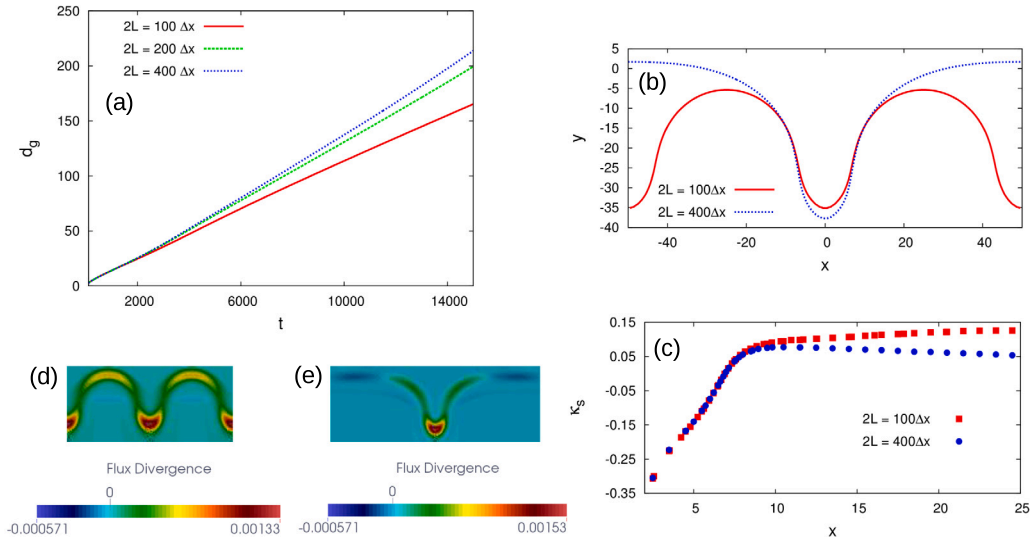 250
200
150
100
50
0
2000
6000
10000
14000
d_g
t
2L = 100 Δx
2L = 200 Δx
2L = 400 Δx
(a)
5
0
-5
-10
-15
-20
-25
-30
-35
-40
-40
-20
0
20
40
y
x
2L = 100Δx
2L = 400Δx
(b)
0.15
0.05
-0.05
-0.15
-0.25
-0.35
5
10
15
20
25
κ_s
x
2L = 100Δx
2L = 400Δx
(c)
(d)
Flux Divergence
0
-0.000571
0.00133
(e)
Flux Divergence
0
-0.000571
0.00153